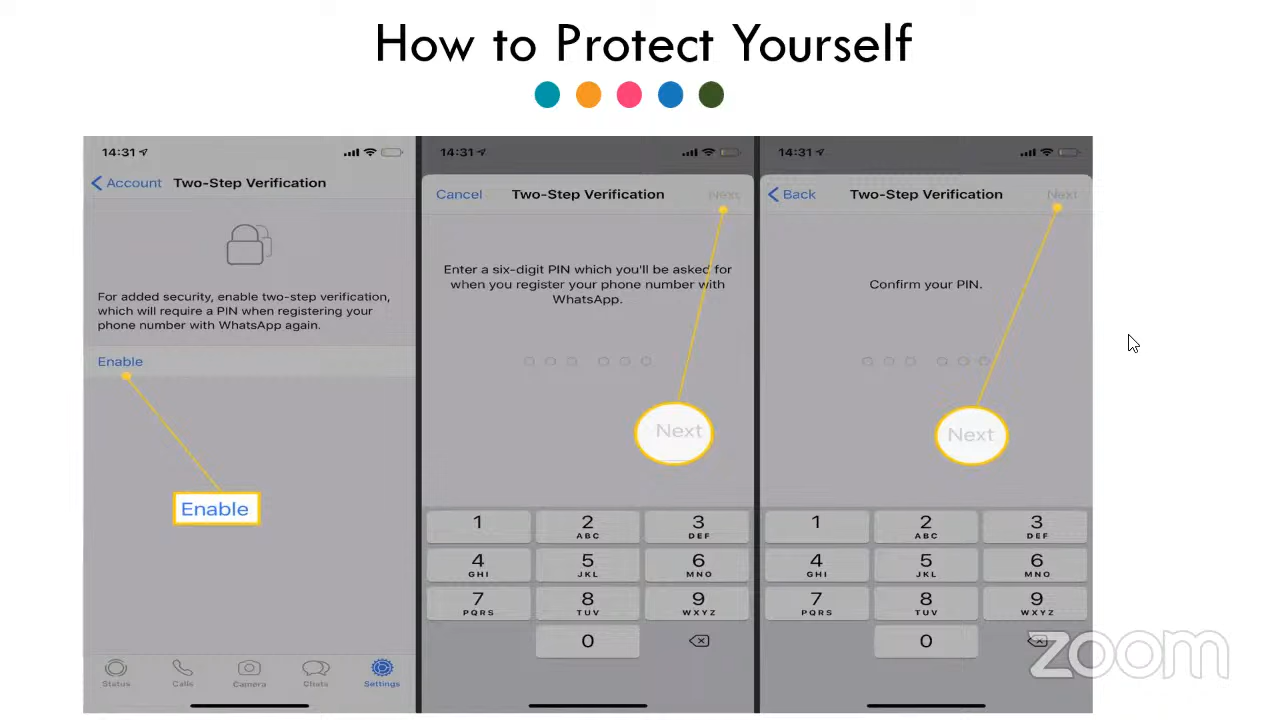 How to Protect Yourself
14:31
Account
Two-Step Verification
For added security, enable two-step verification,
which will require a PIN when registering your
phone number with WhatsApp again.
Enable
Enable
Status
Calls
Camera
Chats
Settings
14:31
Cancel
Two-Step Verification
Next
Enter a six-digit PIN which you'll be asked for
when you register your phone number with
WhatsApp.
Next
1
2
ABC
3
DEF
4
GHI
5
JKL
6
MNO
7
PQRS
8
TUV
9
WXYZ
0
14:31
Back
Two-Step Verification
Next
Confirm your PIN.
Next
1
2
ABC
3
DEF
4
GHI
5
JKL
6
MNO
7
PQRS
8
TUV
9
WXYZ
0
zoom